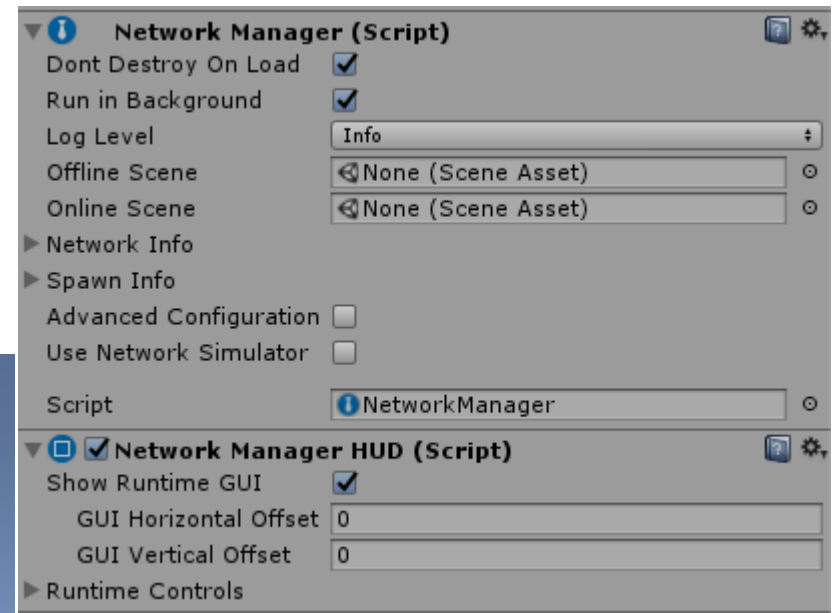 Network Manager (Script)
Dont Destroy On Load
Run in Background
Log Level Info
Offline Scene None (Scene Asset)
Online Scene None (Scene Asset)
Network Info
Spawn Info
Advanced Configuration
Use Network Simulator
Script NetworkManager
Network Manager HUD (Script)
Show Runtime GUI
GUI Horizontal Offset 0
GUI Vertical Offset 0
Runtime Controls